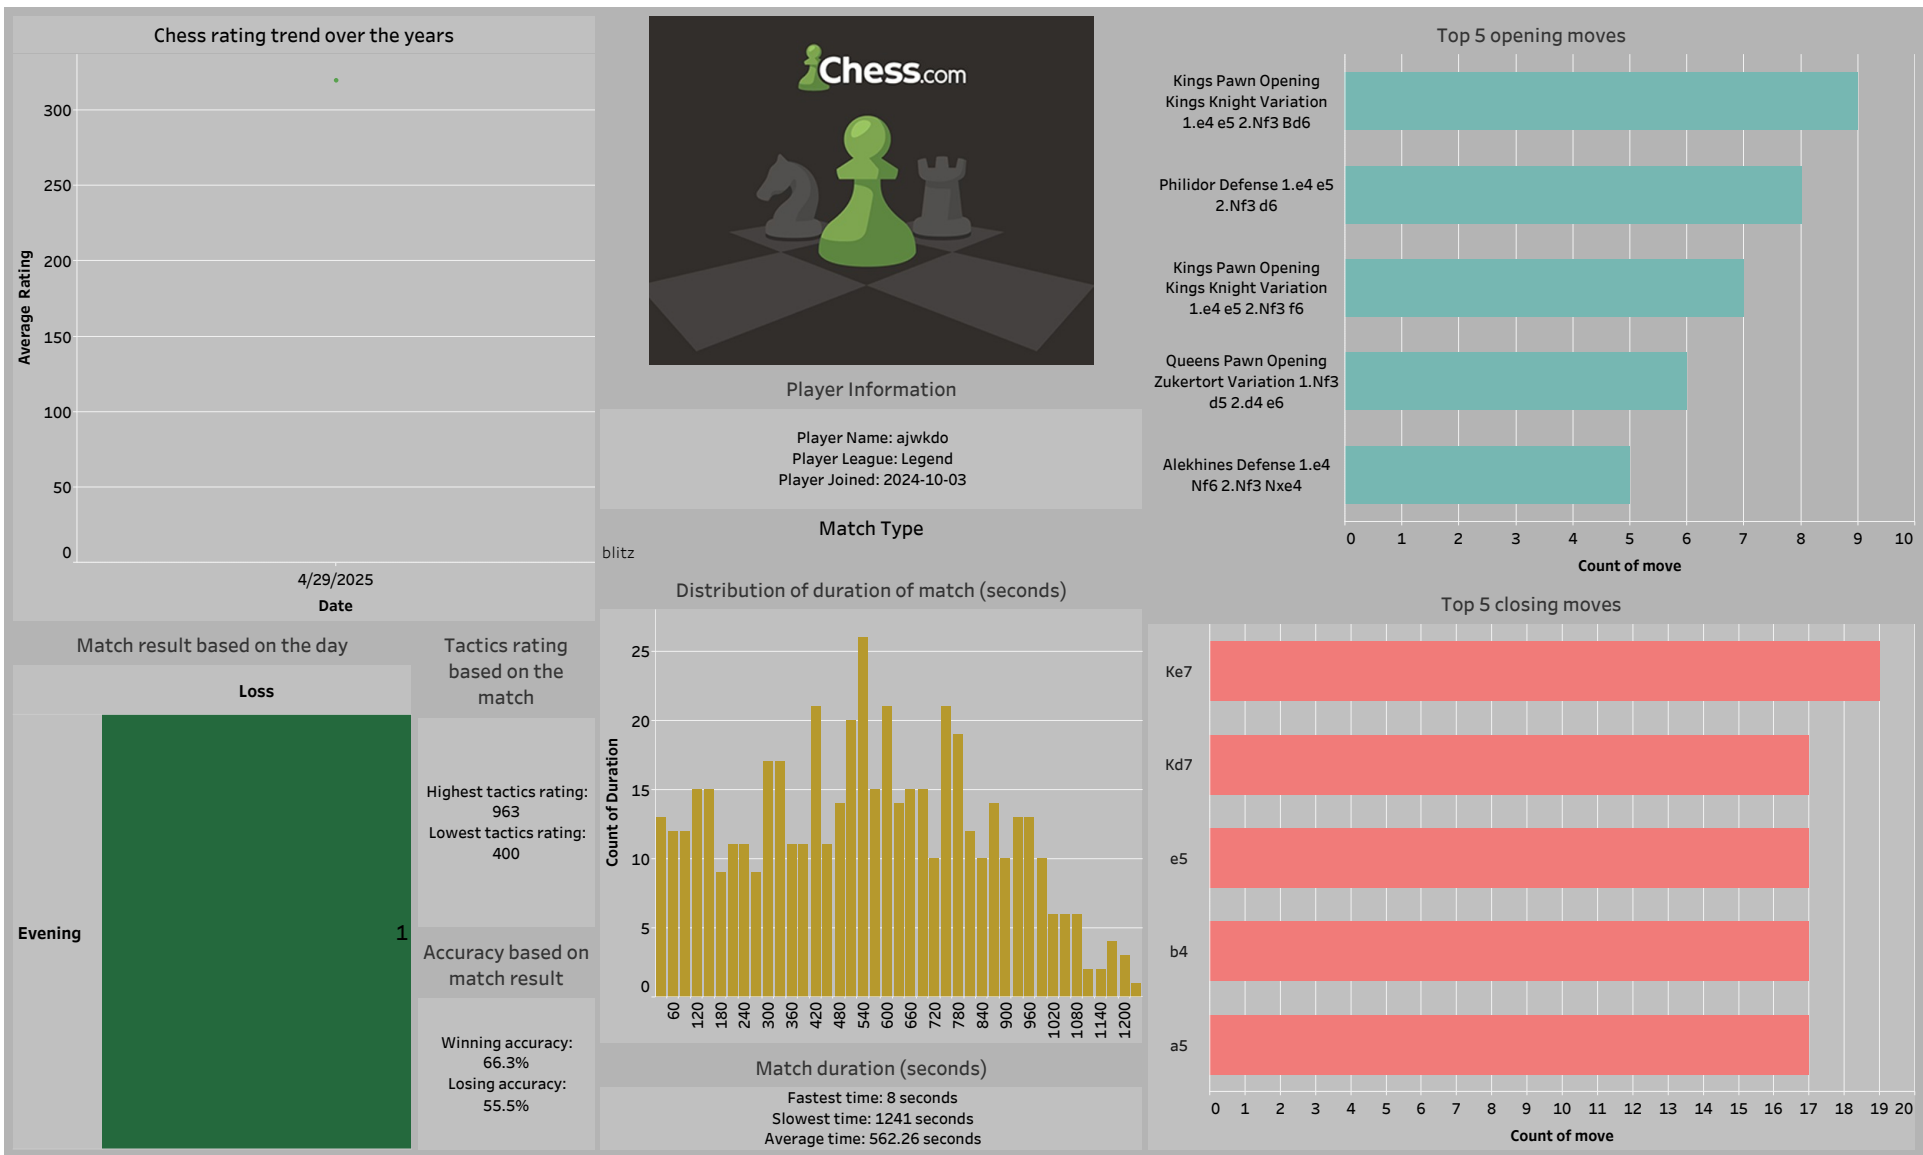 Chess rating trend over the years
300
250
200
150
100
50
0
Average Rating
4/29/2025
Date
Chess.com
Player Information
Player Name: ajwkdo
Player League: Legend
Player Joined: 2024-10-03
Match Type
blitz
Top 5 opening moves
Kings Pawn Opening
Kings Knight Variation
1.e4 e5 2.Nf3 Bd6
Philidor Defense 1.e4 e5
2.Nf3 d6
Kings Pawn Opening
Kings Knight Variation
1.e4 e5 2.Nf3 f6
Queens Pawn Opening
Zukertort Variation 1.Nf3
d5 2.d4 e6
Alekhines Defense 1.e4
Nf6 2.Nf3 Nxe4
0 1 2 3 4 5 6 7 8 9 10
Count of move
Match result based on the day
Loss
Evening
1
Tactics rating
based on the
match
Highest tactics rating:
963
Lowest tactics rating:
400
Accuracy based on
match result
Winning accuracy:
66.3%
Losing accuracy:
55.5%
Distribution of duration of match (seconds)
25
20
15
10
5
0
Count of Duration
60 120 180 240 300 360 420 480 540 600 660 720 780 840 900 960 1020 1080 1140 1200
Match duration (seconds)
Fastest time: 8 seconds
Slowest time: 1241 seconds
Average time: 562.26 seconds
Top 5 closing moves
Ke7
Kd7
e5
b4
a5
0 1 2 3 4 5 6 7 8 9 10 11 12 13 14 15 16 17 18 19 20
Count of move